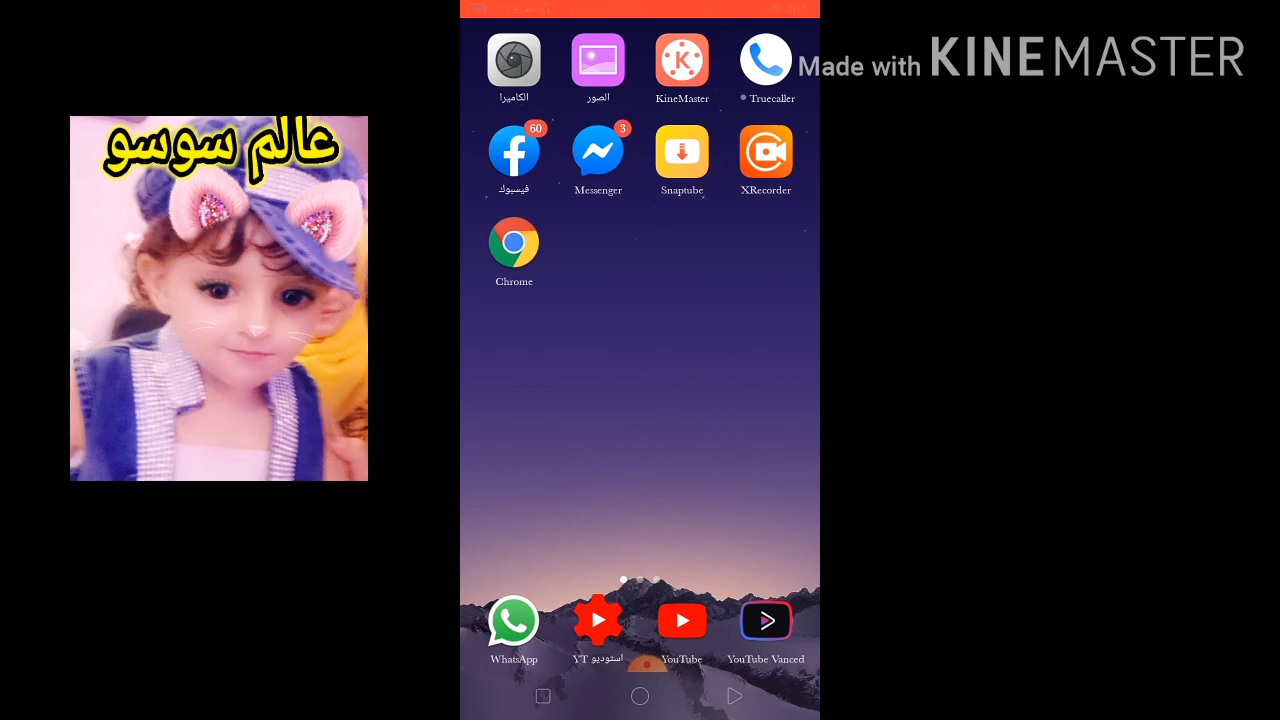 Made with KINEMASTER
عالم سوسو
الكاميرا
الصور
KineMaster
Truecaller
60
فيسبوك
3
Messenger
Snaptube
XRecorder
Chrome
WhatsApp
استوديو YT
YouTube
YouTube Vanced